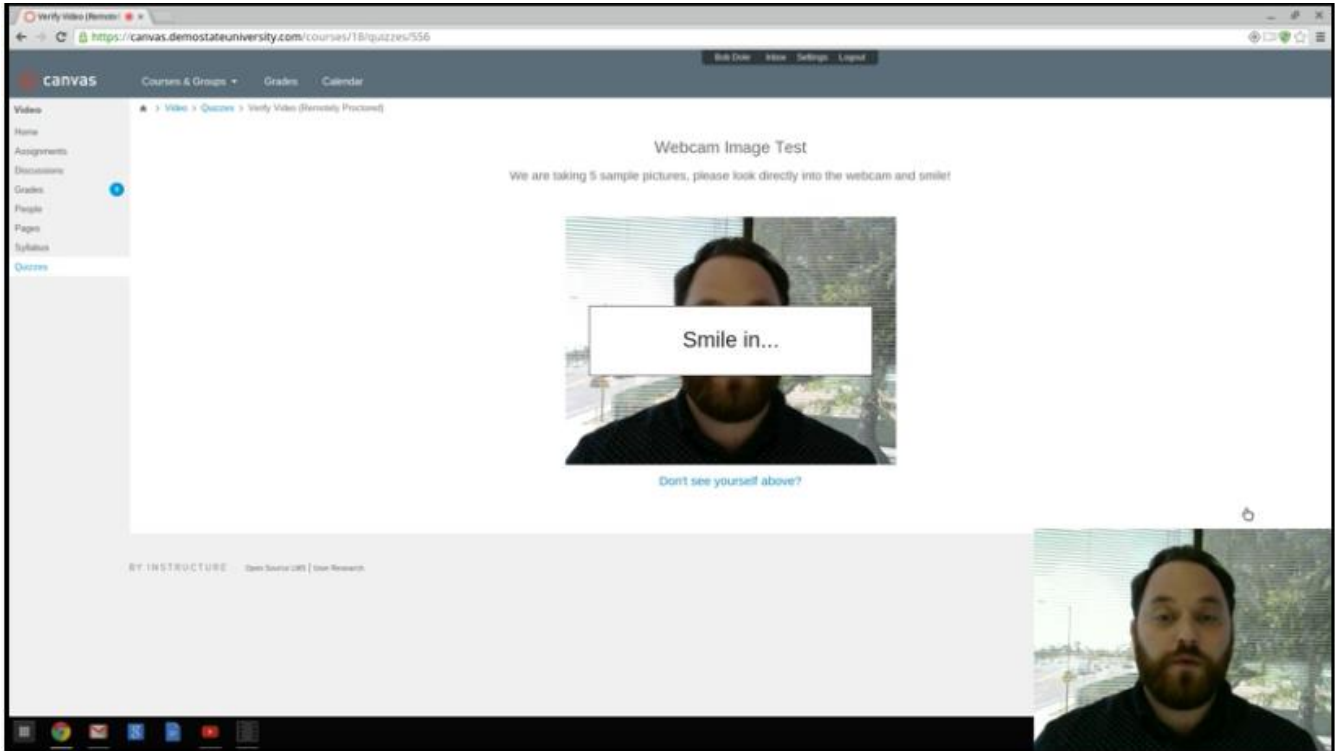 Verify Video (Remote
https://canvas.demostateuniversity.com/courses/18/quizzes/556
Bob Dole Inbox Settings Logout
canvas Courses & Groups Grades Calendar
Video
Home
Assignments
Discussions
Grades
People
Pages
Syllabus
Quizzes
> Video > Quizzes > Verify Video (Remotely Proctored)
Webcam Image Test
We are taking 5 sample pictures, please look directly into the webcam and smile!
Smile in...
Don't see yourself above?
BY INSTRUCTURE Open Source LMS | User Research